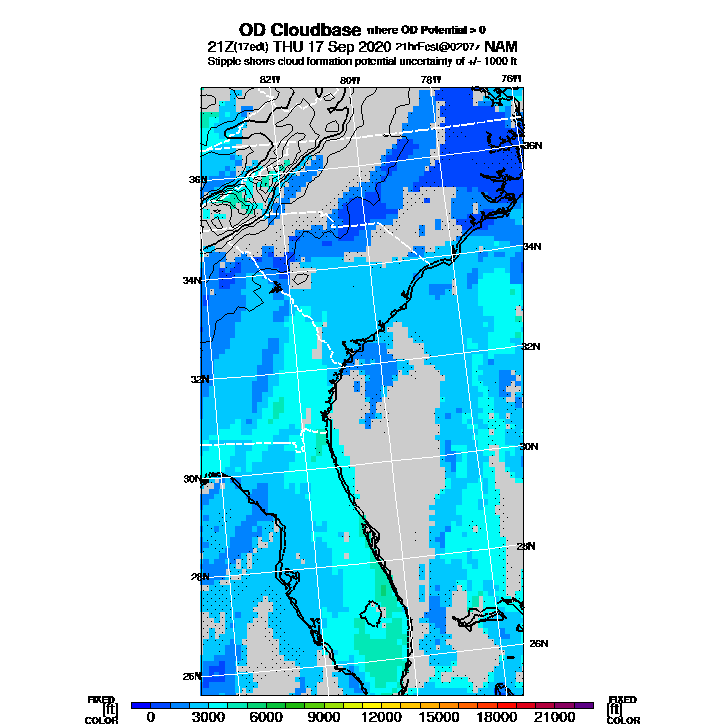 OD Cloudbase where OD Potential > 0
21Z(17edt) THU 17 Sep 2020 21hrFcst@0207z NAM
Stipple shows cloud formation potential uncertainty of +/- 1000 ft
82W 80W 78W 76W
36N 36N
34N 34N
32N 32N
30N 30N
28N 28N
26N 26N
FIXED FIXED
[ft] [ft]
COLOR 0 3000 6000 9000 12000 15000 18000 21000 COLOR